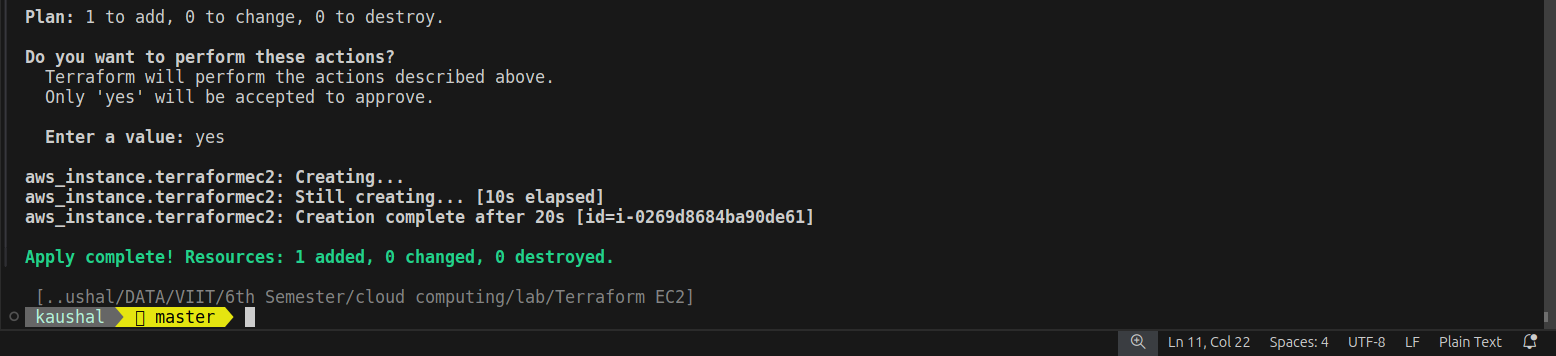 Plan: 1 to add, 0 to change, 0 to destroy.
Do you want to perform these actions?
Terraform will perform the actions described above.
Only 'yes' will be accepted to approve.
Enter a value: yes
aws_instance.terraformec2: Creating...
aws_instance.terraformec2: Still creating... [10s elapsed]
aws_instance.terraformec2: Creation complete after 20s [id=i-0269d8684ba90de61]
Apply complete! Resources: 1 added, 0 changed, 0 destroyed.
[..ushal/DATA/VIIT/6th Semester/cloud computing/lab/Terraform EC2]
kaushal master
Ln 11, Col 22 Spaces: 4 UTF-8 LF Plain Text